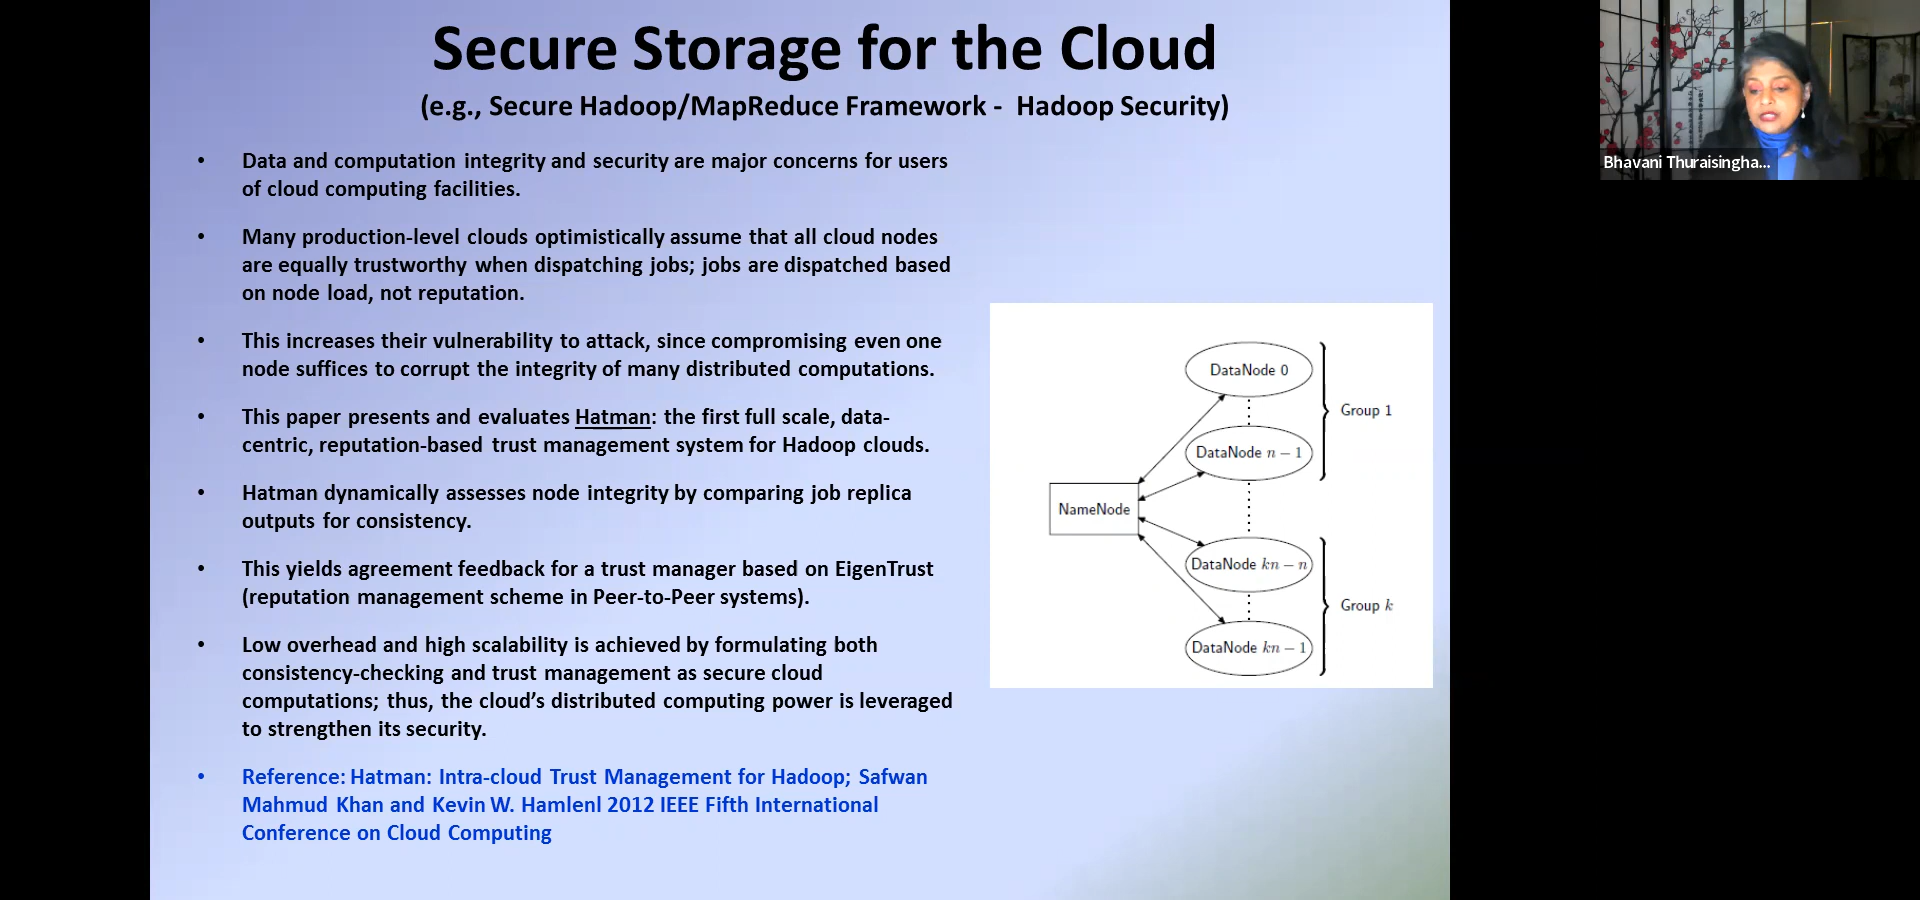 Secure Storage for the Cloud
(e.g., Secure Hadoop/MapReduce Framework - Hadoop Security)
• Data and computation integrity and security are major concerns for users
of cloud computing facilities.
• Many production-level clouds optimistically assume that all cloud nodes
are equally trustworthy when dispatching jobs; jobs are dispatched based
on node load, not reputation.
• This increases their vulnerability to attack, since compromising even one
node suffices to corrupt the integrity of many distributed computations.
• This paper presents and evaluates Hatman: the first full scale, data-
centric, reputation-based trust management system for Hadoop clouds.
• Hatman dynamically assesses node integrity by comparing job replica
outputs for consistency.
• This yields agreement feedback for a trust manager based on EigenTrust
(reputation management scheme in Peer-to-Peer systems).
• Low overhead and high scalability is achieved by formulating both
consistency-checking and trust management as secure cloud
computations; thus, the cloud’s distributed computing power is leveraged
to strengthen its security.
• Reference: Hatman: Intra-cloud Trust Management for Hadoop; Safwan
Mahmud Khan and Kevin W. Hamlenl 2012 IEEE Fifth International
Conference on Cloud Computing
NameNode
DataNode 0
DataNode n − 1
Group 1
DataNode kn − n
DataNode kn − 1
Group k
Bhavani Thuraisingha...